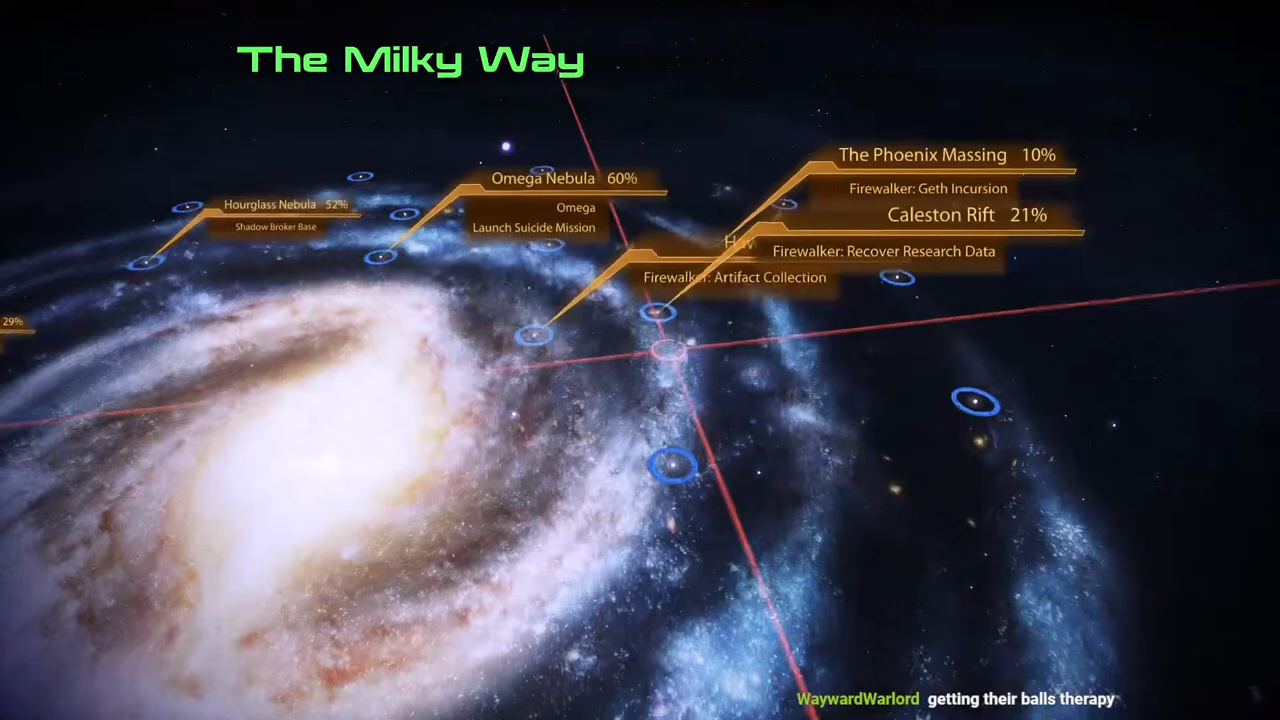 The Milky Way
The Phoenix Massing 10%
Firewalker: Geth Incursion
Omega Nebula 60%
Omega
Launch Suicide Mission
Hourglass Nebula 52%
Shadow Broker Base
Caleston Rift 21%
Firewalker: Recover Research Data
Firewalker: Artifact Collection
29%
WaywardWarlord getting their balls therapy